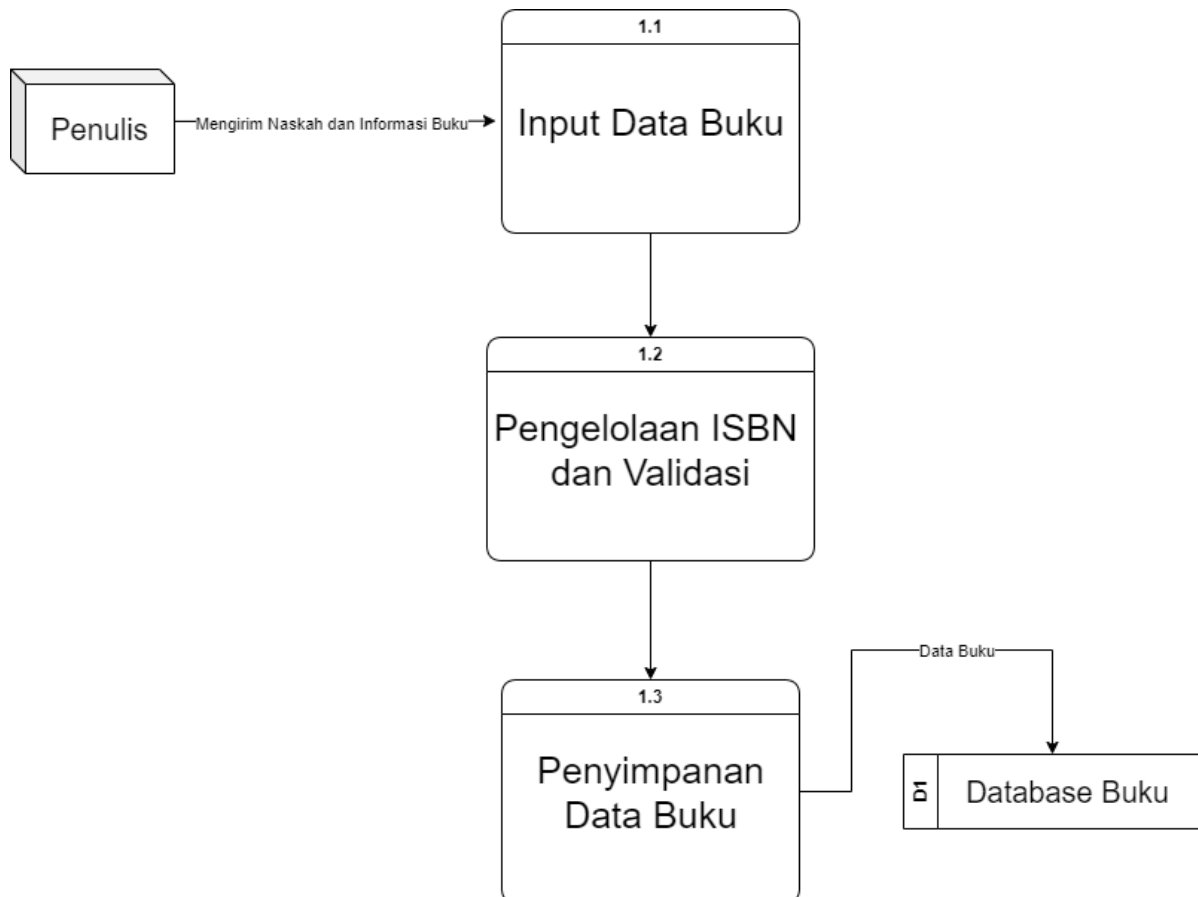 1.1
Penulis
Mengirim Naskah dan Informasi Buku
Input Data Buku
1.2
Pengelolaan ISBN
dan Validasi
Data Buku
1.3
Penyimpanan
Data Buku
D1
Database Buku